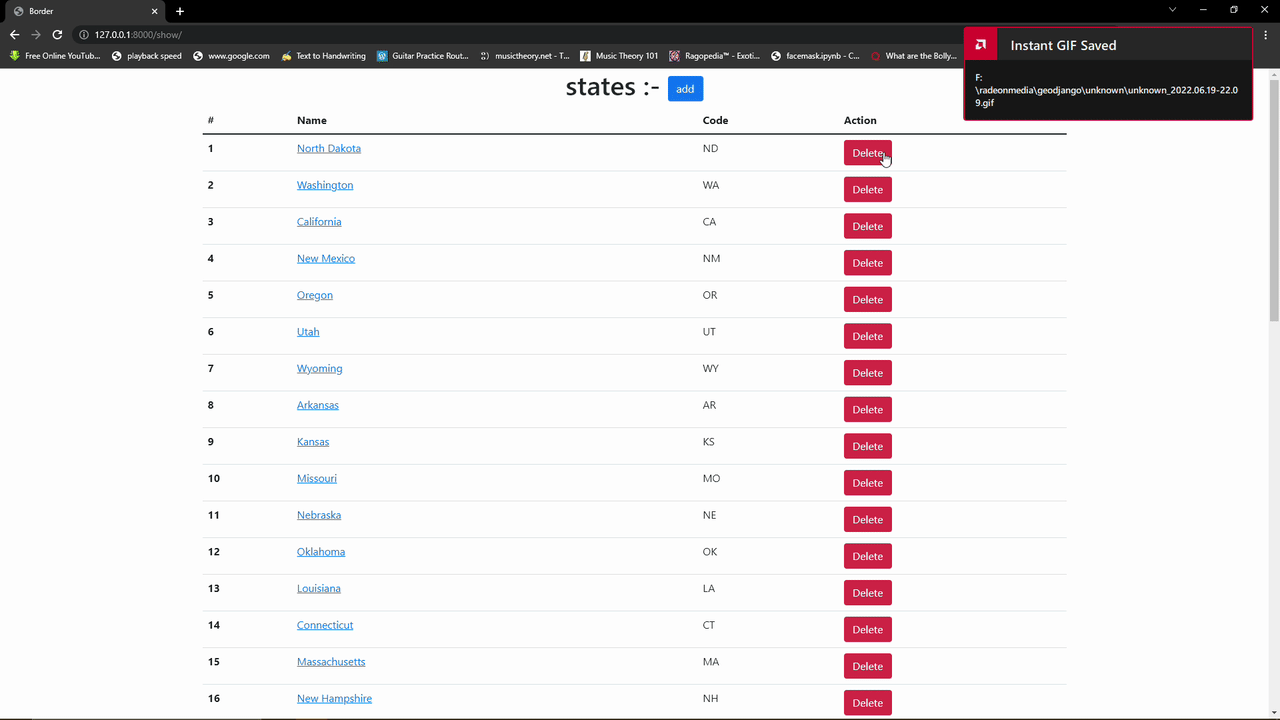 Border
127.0.0.1:8000/show/
Free Online YouTub...
playback speed
www.google...
Text to Handwriting
Guitar Practice &Rout...
musictheory
T...
Music Theory 101
Ragopedia™- Exoti...
facemask.ipynb - C...
What are the Bolly...
Instant GIF Saved
F:
\radeonmedia\geodjango\unknown\unknown_2022.06.19-22.0
9.gif
states :- add
# Name Code Action
1 North Dakota ND Delete
2 Washington WA Delete
3 California CA Delete
4 New Mexico NM Delete
5 Oregon OR Delete
6 Utah UT Delete
7 Wyoming WY Delete
8 Arkansas AR Delete
9 Kansas KS Delete
10 Missouri MO Delete
11 Nebraska NE Delete
12 Oklahoma OK Delete
13 Louisiana LA Delete
14 Connecticut CT Delete
15 Massachusetts MA Delete
16 New Hampshire NH Delete